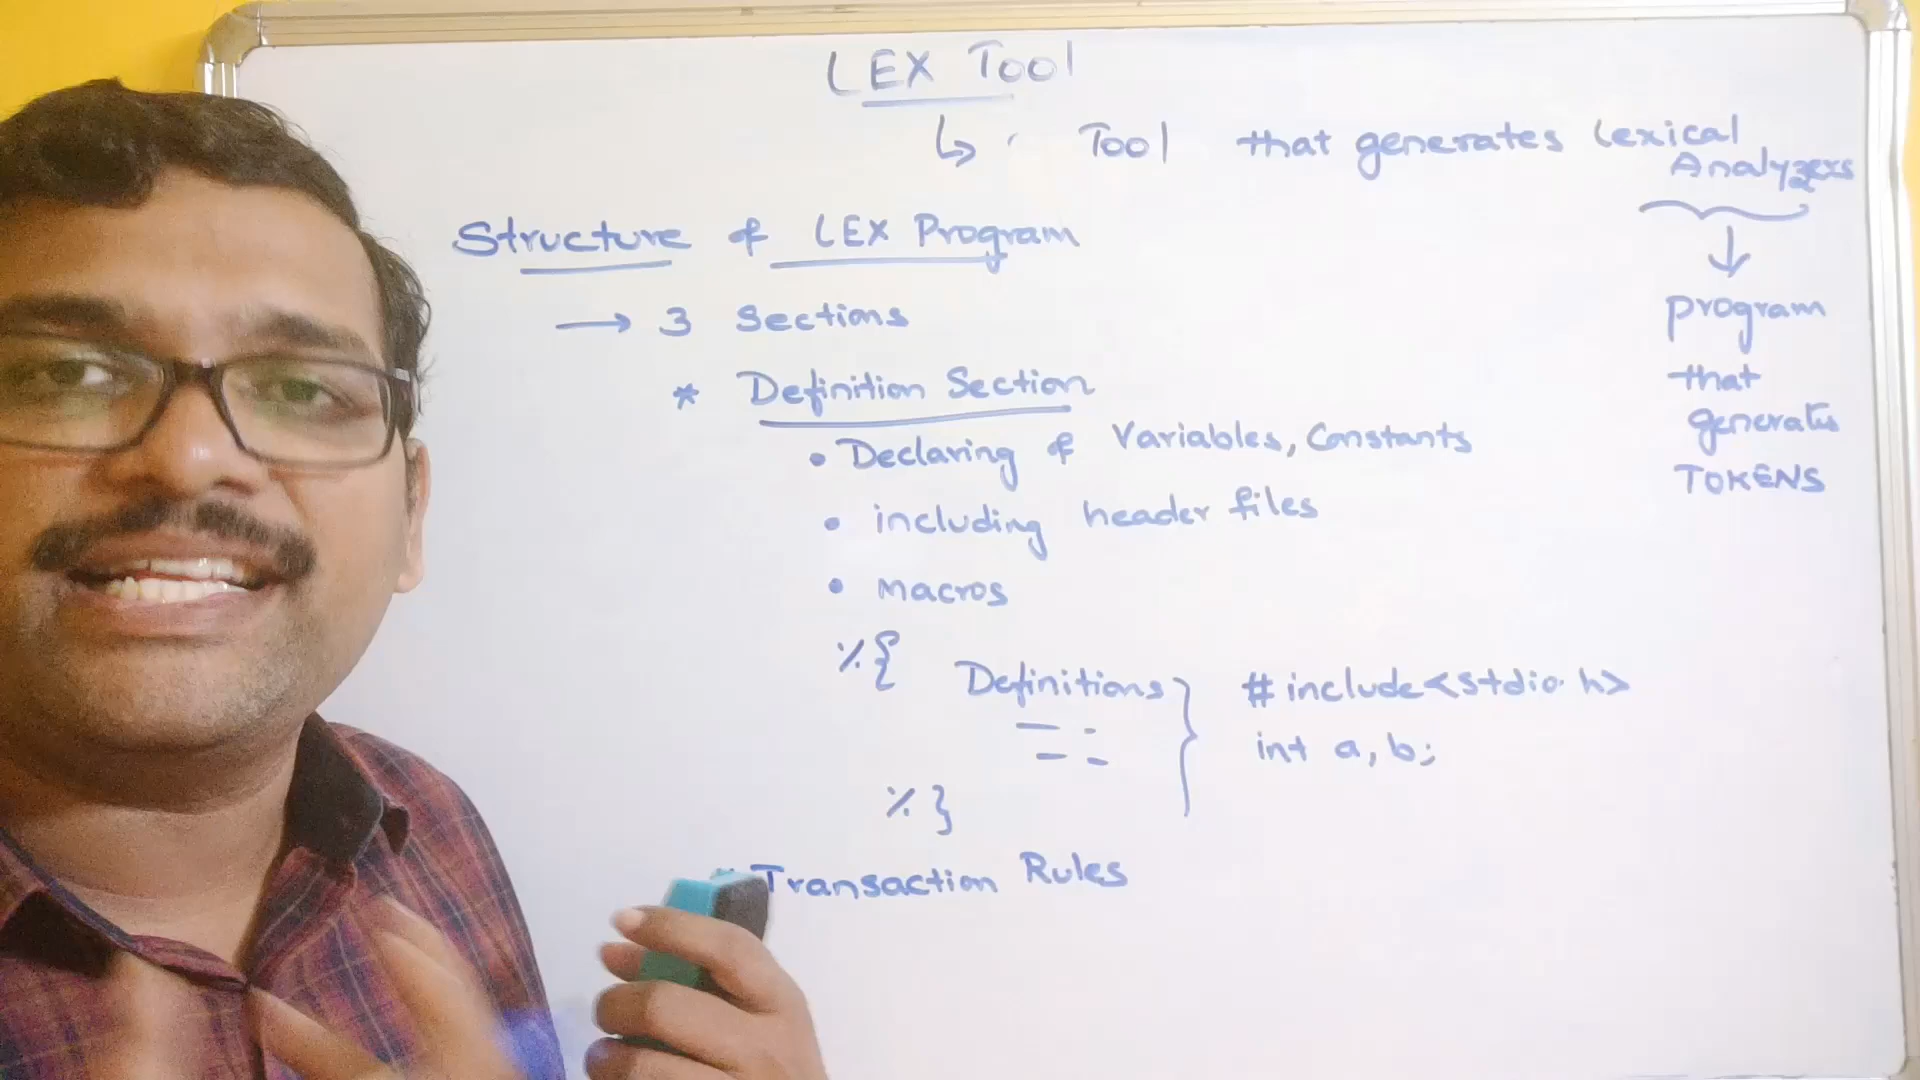 LEX Tool
↳ Tool that generates Lexical Analyzers
↓
program
that
generates
TOKENS
Structure of LEX Program
→ 3 Sections
* Definition Section
• Declaring of Variables, Constants
• including header files
• macros
%{
Definitions } #include<stdio.h>
int a, b;
%}
Transaction Rules